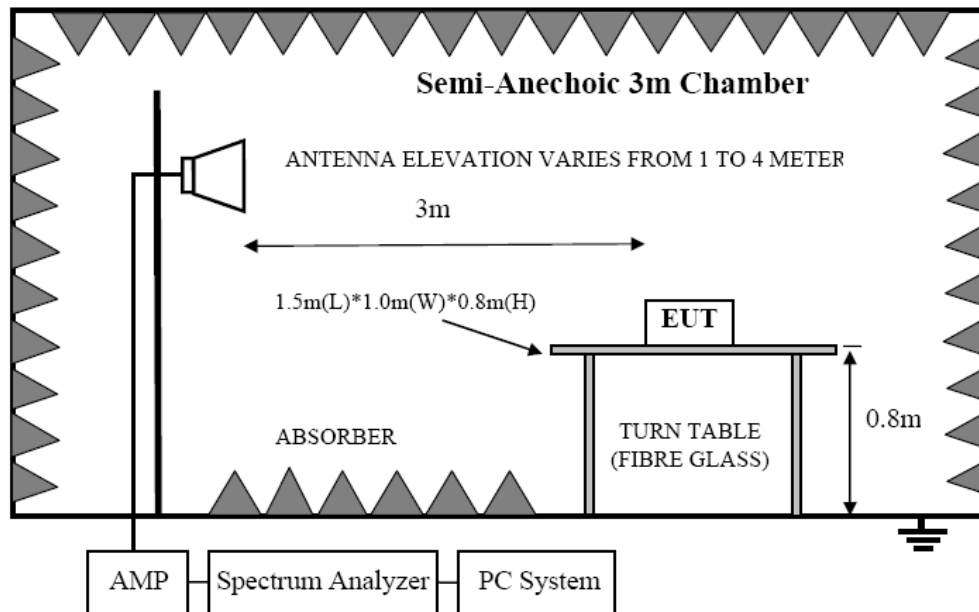 Semi-Anechoic 3m Chamber
ANTENNA ELEVATION VARIES FROM 1 TO 4 METER
3m
1.5m(L)*1.0m(W)*0.8m(H)
EUT
ABSORBER
TURN TABLE
(FIBRE GLASS)
0.8m
AMP
Spectrum Analyzer
PC System